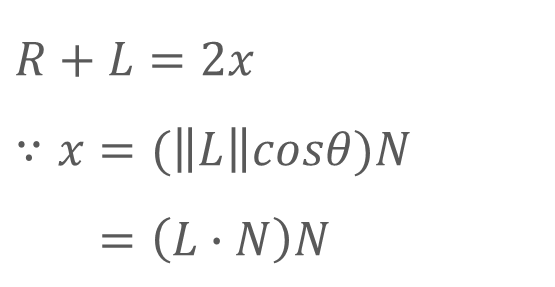 R + L = 2x
∵ x = (‖L‖cosθ)N
= (L · N)N